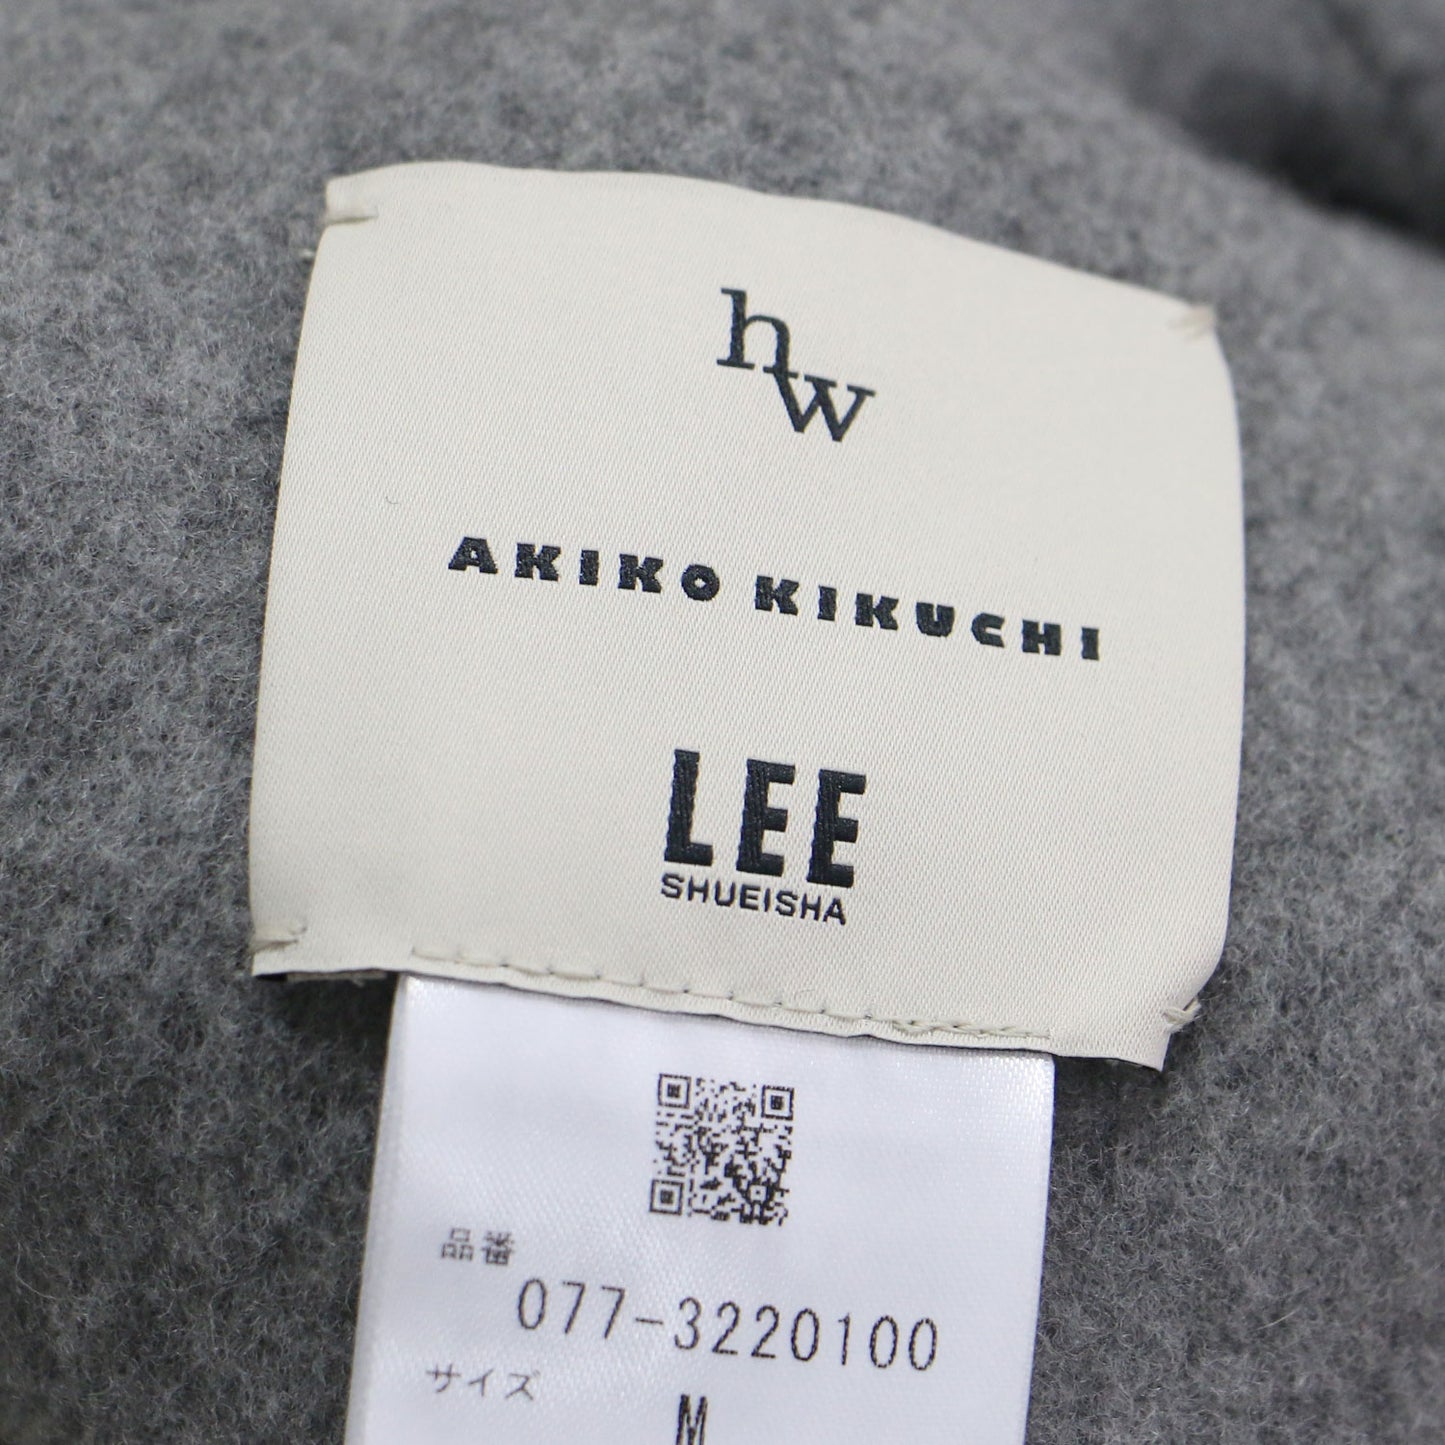 hw
AKIKO KIKUCHI
LEE
SHUEISHA
品番
077-3220100
サイズ
M